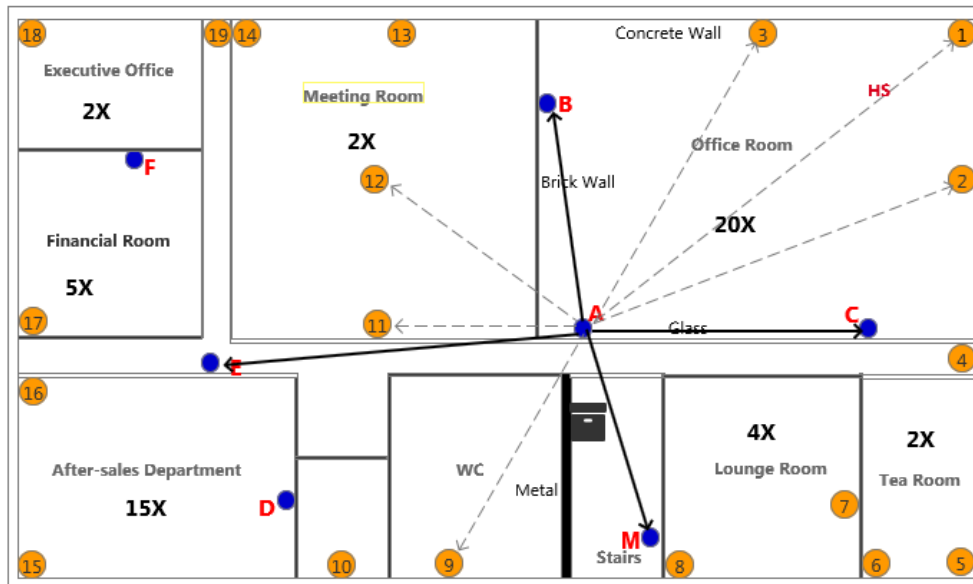 18
19
14
13
Concrete Wall
3
1
Executive Office
2X
Meeting Room
HS
B
2X
Office Room
F
12
Brick Wall
2
20X
Financial Room
5X
17
11
A
Glass
C
E
4
16
After-sales Department
15X
D
WC
Metal
4X
Lounge Room
2X
Tea Room
7
M
Stairs
15
10
9
8
6
5